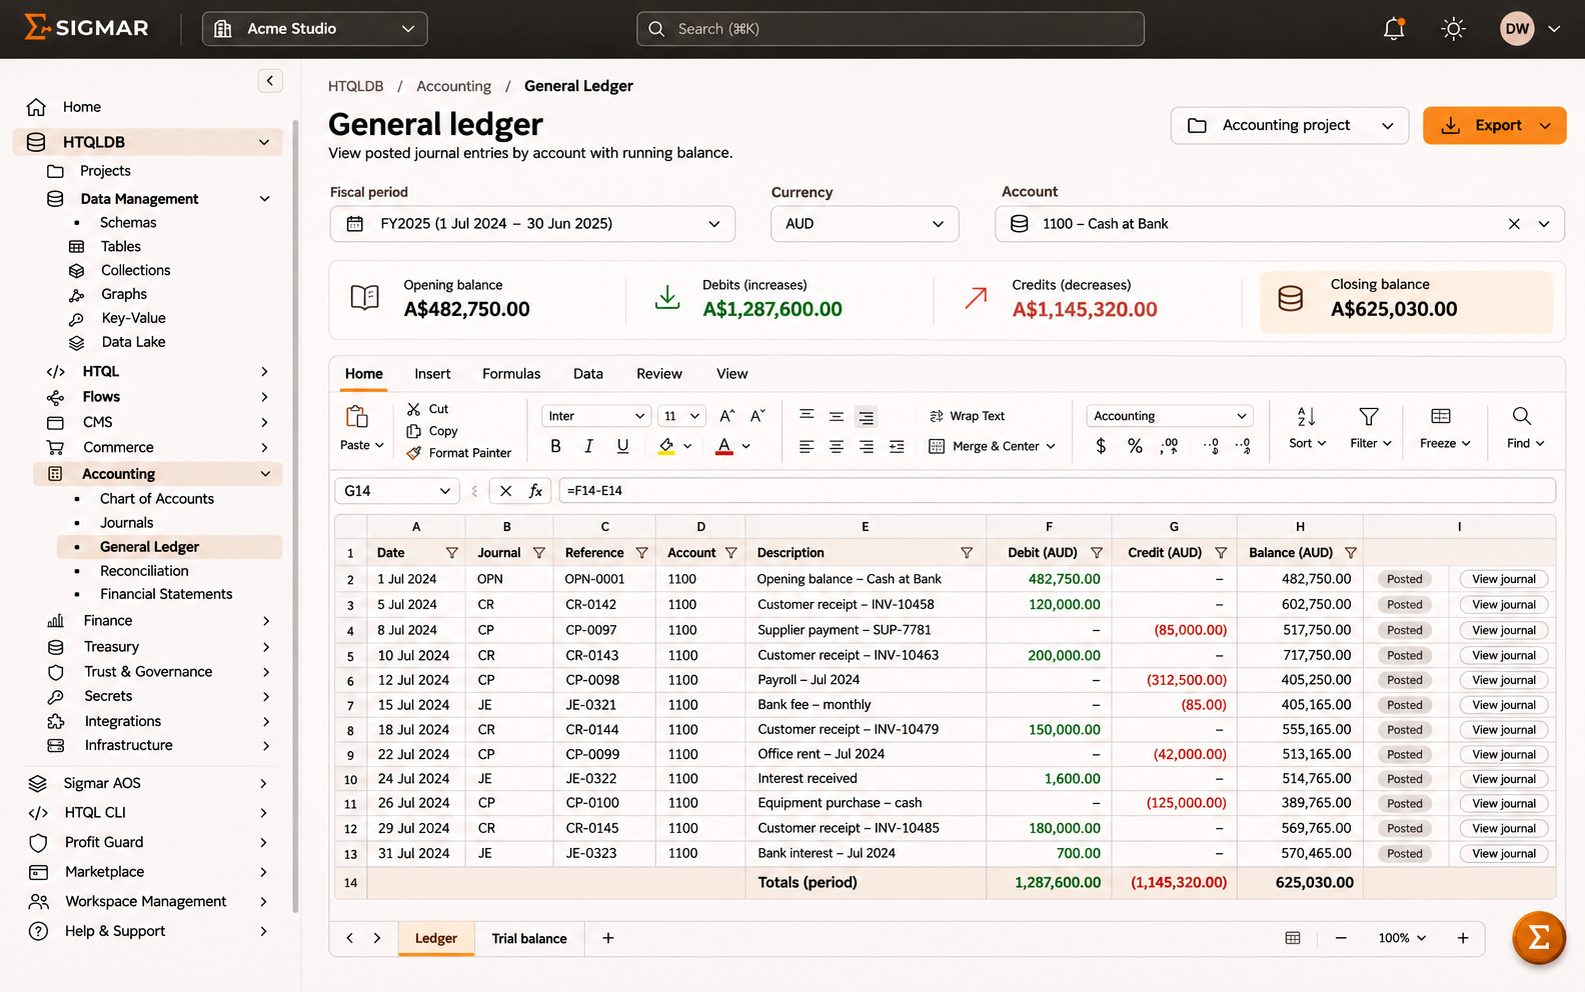 SIGMAR
Acme Studio
Search (⌘K)
DW
Home
HTQLDB
Projects
Data Management
Schemas
Tables
Collections
Graphs
Key-Value
Data Lake
HTQL
Flows
CMS
Commerce
Accounting
Chart of Accounts
Journals
General Ledger
Reconciliation
Financial Statements
Finance
Treasury
Trust & Governance
Secrets
Integrations
Infrastructure
Sigmar AOS
HTQL CLI
Profit Guard
Marketplace
Workspace Management
Help & Support
HTQLDB / Accounting / General Ledger
General ledger
View posted journal entries by account with running balance.
Accounting project
Export
Fiscal period
FY2025 (1 Jul 2024 – 30 Jun 2025)
Currency
AUD
Account
1100 – Cash at Bank
Opening balance
A$482,750.00
Debits (increases)
A$1,287,600.00
Credits (decreases)
A$1,145,320.00
Closing balance
A$625,030.00
Home Insert Formulas Data Review View
Paste
Cut
Copy
Format Painter
Inter 11 A^ A˅
B I U A
Wrap Text
Merge & Center
Accounting
$ % ,00 .0 .0
Sort
Filter
Freeze
Find
G14 fx =F14-E14
A B C D E F G H I
1 Date Journal Reference Account Description Debit (AUD) Credit (AUD) Balance (AUD)
2 1 Jul 2024 OPN OPN-0001 1100 Opening balance – Cash at Bank 482,750.00 – 482,750.00 Posted View journal
3 5 Jul 2024 CR CR-0142 1100 Customer receipt – INV-10458 120,000.00 – 602,750.00 Posted View journal
4 8 Jul 2024 CP CP-0097 1100 Supplier payment – SUP-7781 – (85,000.00) 517,750.00 Posted View journal
5 10 Jul 2024 CR CR-0143 1100 Customer receipt – INV-10463 200,000.00 – 717,750.00 Posted View journal
6 12 Jul 2024 CP CP-0098 1100 Payroll – Jul 2024 – (312,500.00) 405,250.00 Posted View journal
7 15 Jul 2024 JE JE-0321 1100 Bank fee – monthly – (85.00) 405,165.00 Posted View journal
8 18 Jul 2024 CR CR-0144 1100 Customer receipt – INV-10479 150,000.00 – 555,165.00 Posted View journal
9 22 Jul 2024 CP CP-0099 1100 Office rent – Jul 2024 – (42,000.00) 513,165.00 Posted View journal
10 24 Jul 2024 JE JE-0322 1100 Interest received 1,600.00 – 514,765.00 Posted View journal
11 26 Jul 2024 CP CP-0100 1100 Equipment purchase – cash – (125,000.00) 389,765.00 Posted View journal
12 29 Jul 2024 CR CR-0145 1100 Customer receipt – INV-10485 180,000.00 – 569,765.00 Posted View journal
13 31 Jul 2024 JE JE-0323 1100 Bank interest – Jul 2024 700.00 – 570,465.00 Posted View journal
14 Totals (period) 1,287,600.00 (1,145,320.00) 625,030.00
Ledger Trial balance +
– 100% +
Σ